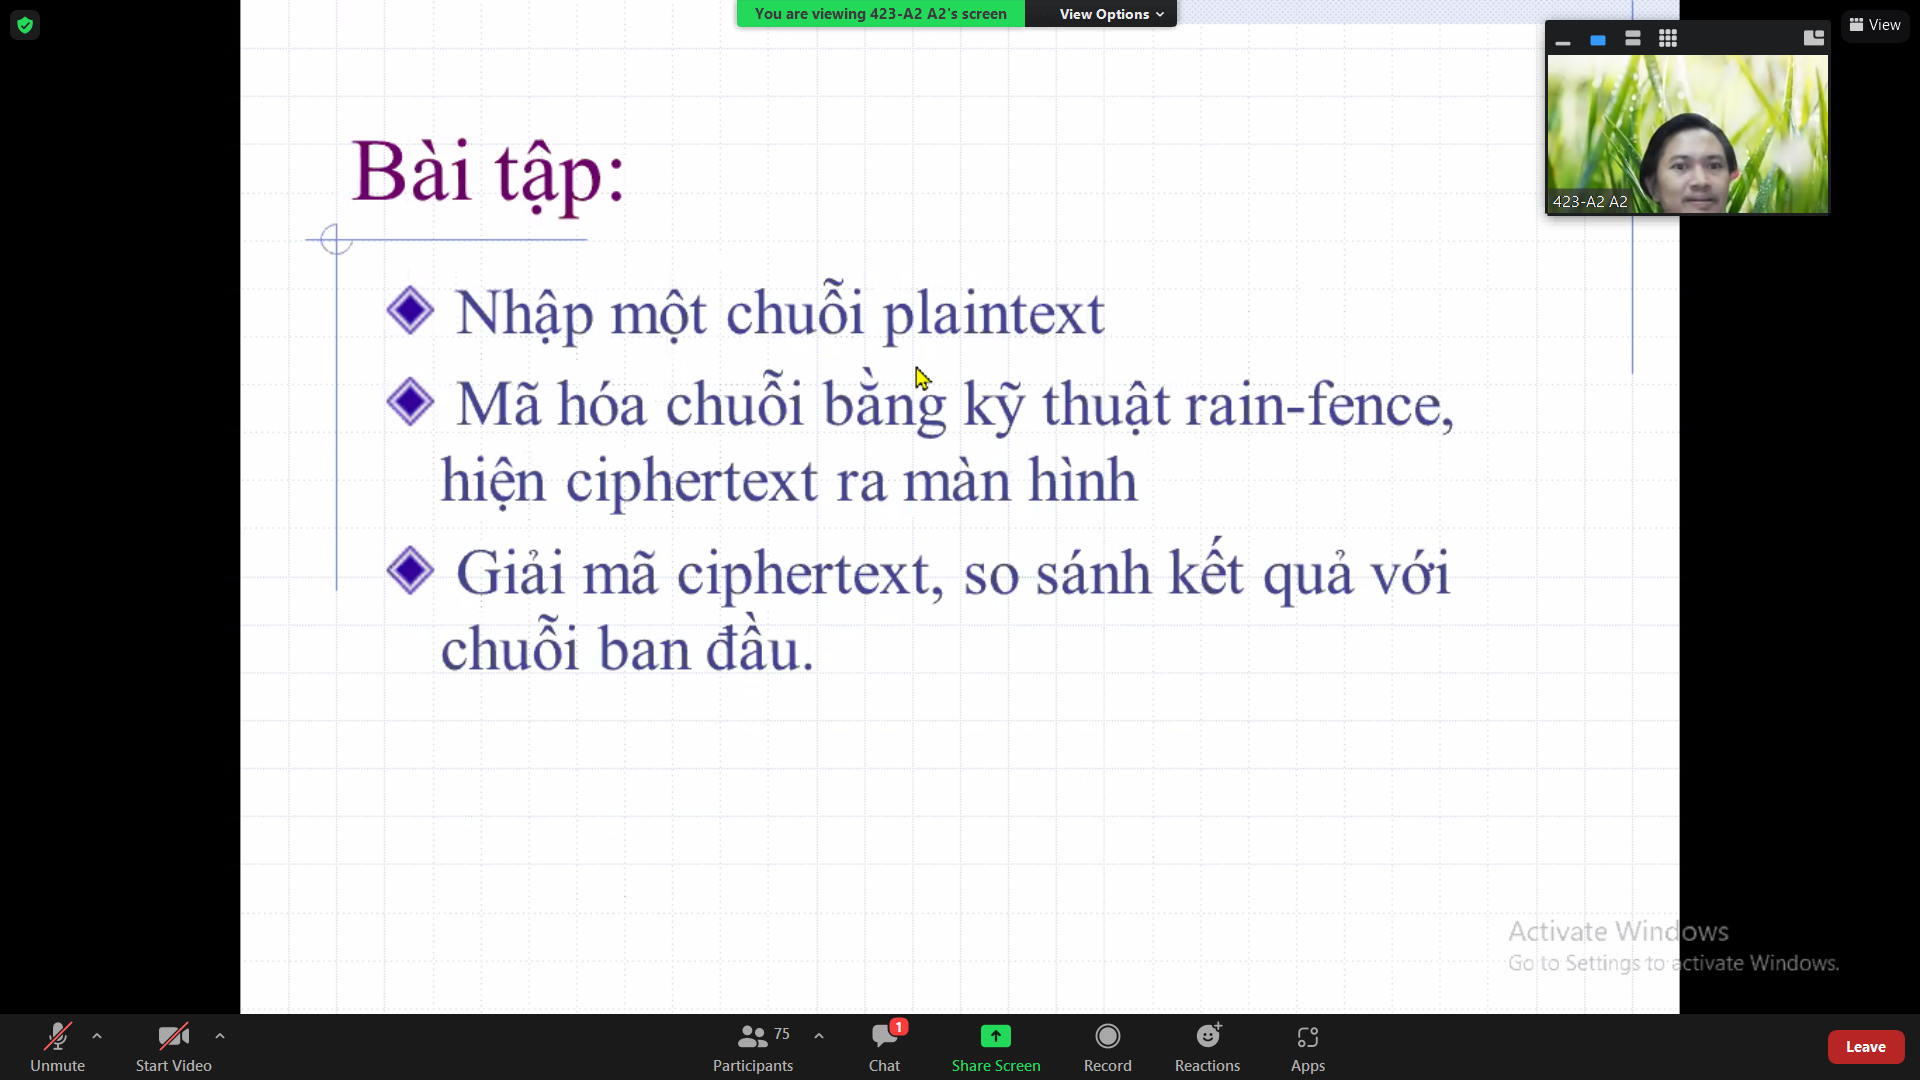 You are viewing 423-A2 A2's screen
View Options
View
423-A2 A2
Bài tập:
Nhập một chuỗi plaintext
Mã hóa chuỗi bằng kỹ thuật rain-fence,
hiện ciphertext ra màn hình
Giải mã ciphertext, so sánh kết quả với
chuỗi ban đầu.
Activate Windows
Go to Settings to activate Windows.
Unmute
Start Video
75
Participants
1
Chat
Share Screen
Record
Reactions
Apps
Leave